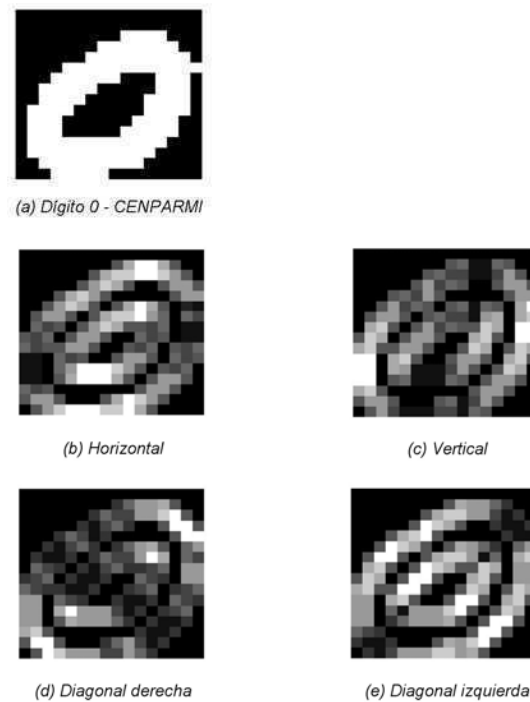 (a) Dígito 0 - CENPARMI
(b) Horizontal
(c) Vertical
(d) Diagonal derecha
(e) Diagonal izquierda